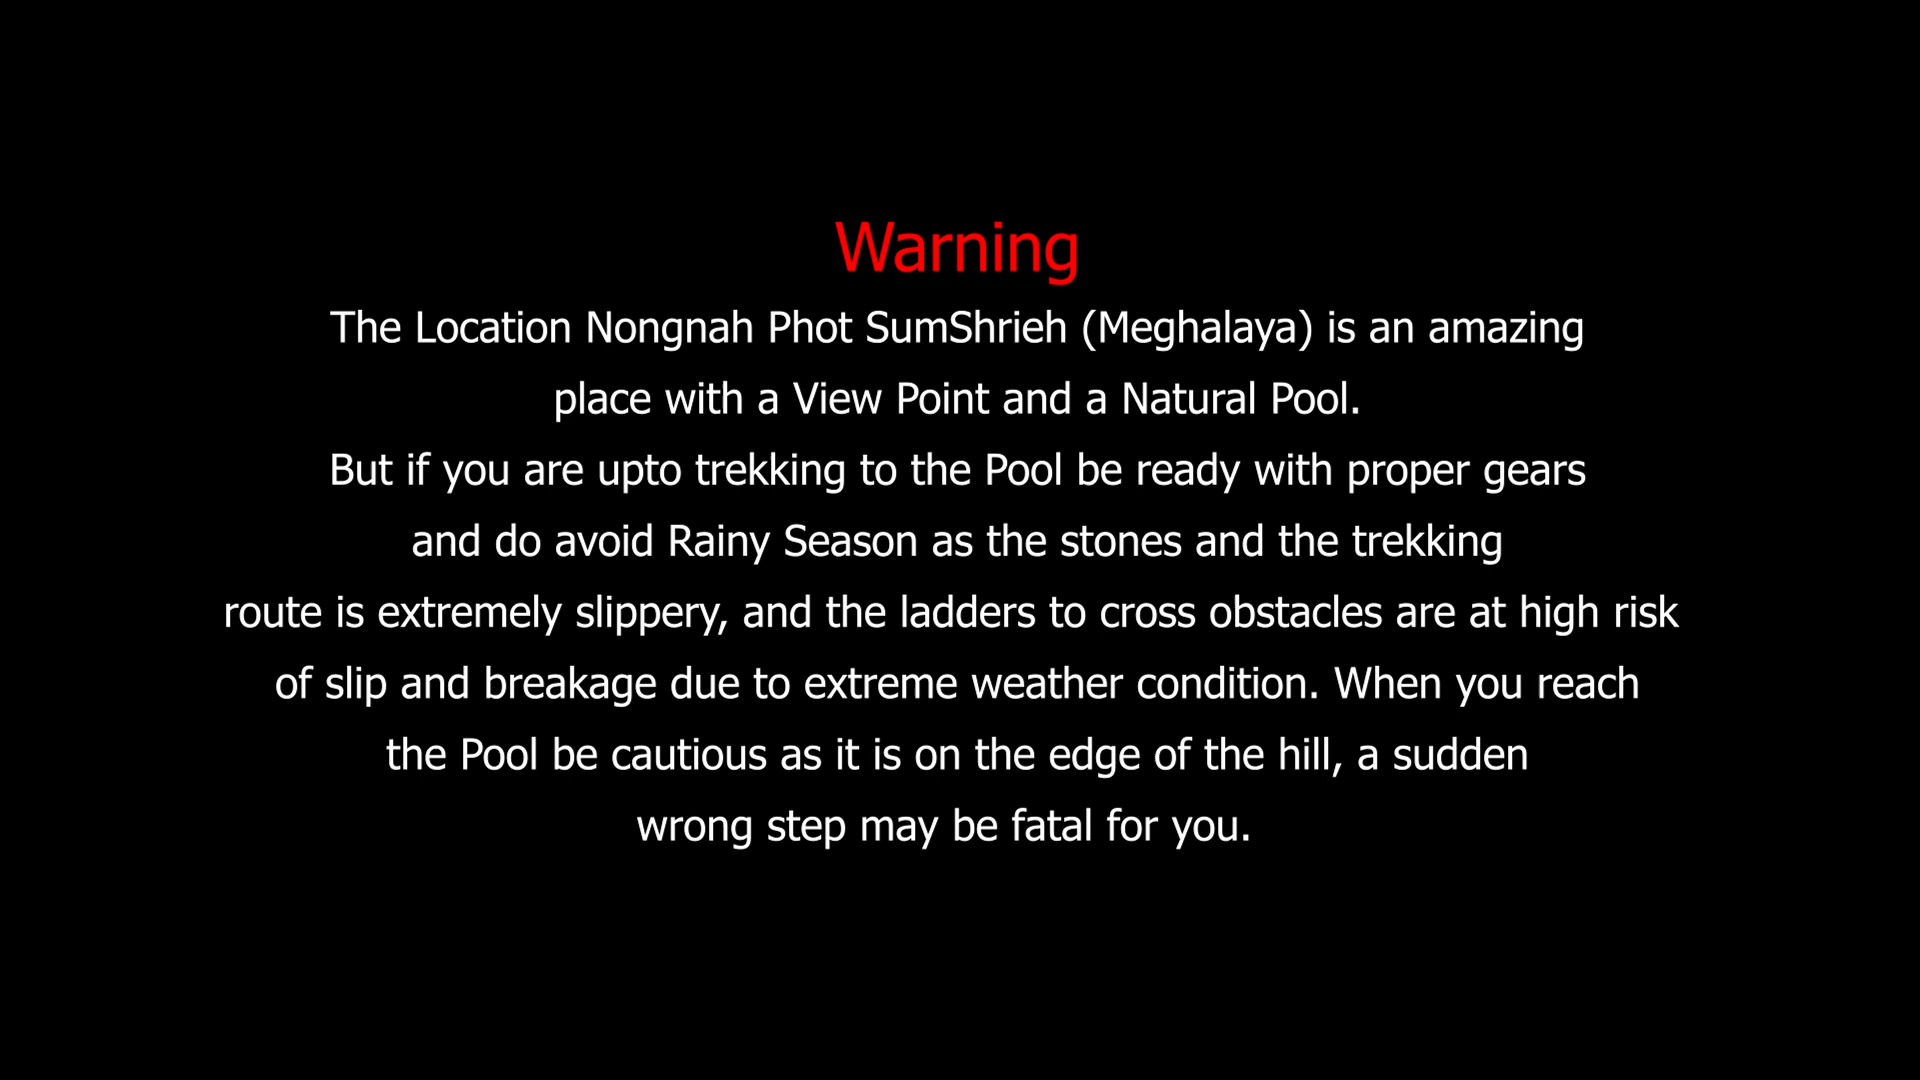 Warning
The Location Nongnah Phot SumShrieh (Meghalaya) is an amazing
place with a View Point and a Natural Pool.
But if you are upto trekking to the Pool be ready with proper gears
and do avoid Rainy Season as the stones and the trekking
route is extremely slippery, and the ladders to cross obstacles are at high risk
of slip and breakage due to extreme weather condition. When you reach
the Pool be cautious as it is on the edge of the hill, a sudden
wrong step may be fatal for you.